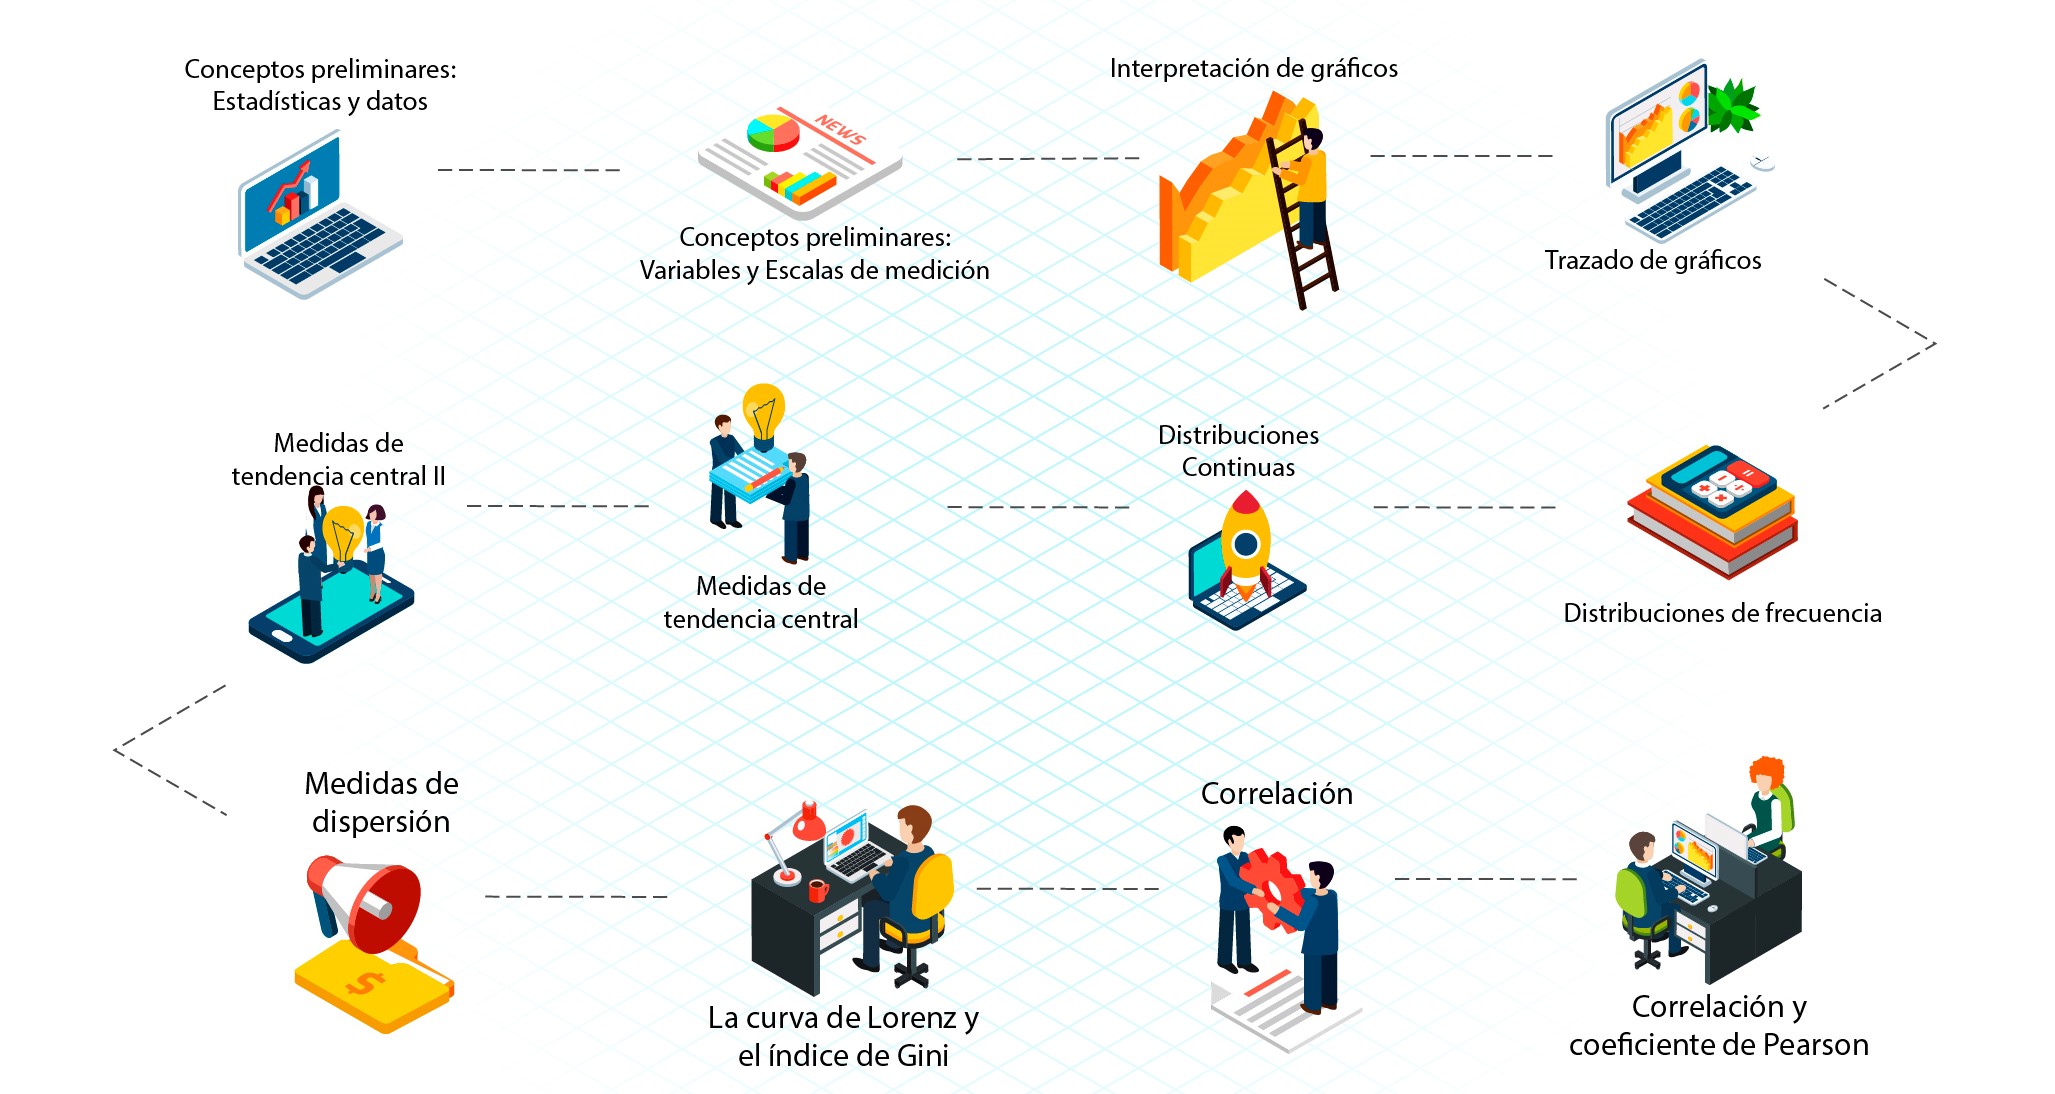 Conceptos preliminares:
Estadísticas y datos
NEWS
Conceptos preliminares:
Variables y Escalas de medición
Interpretación de gráficos
Trazado de gráficos
Distribuciones de frecuencia
Distribuciones
Continuas
Medidas de
tendencia central
Medidas de
tendencia central II
Medidas de
dispersión
$
La curva de Lorenz y
el índice de Gini
Correlación
Correlación y
coeficiente de Pearson